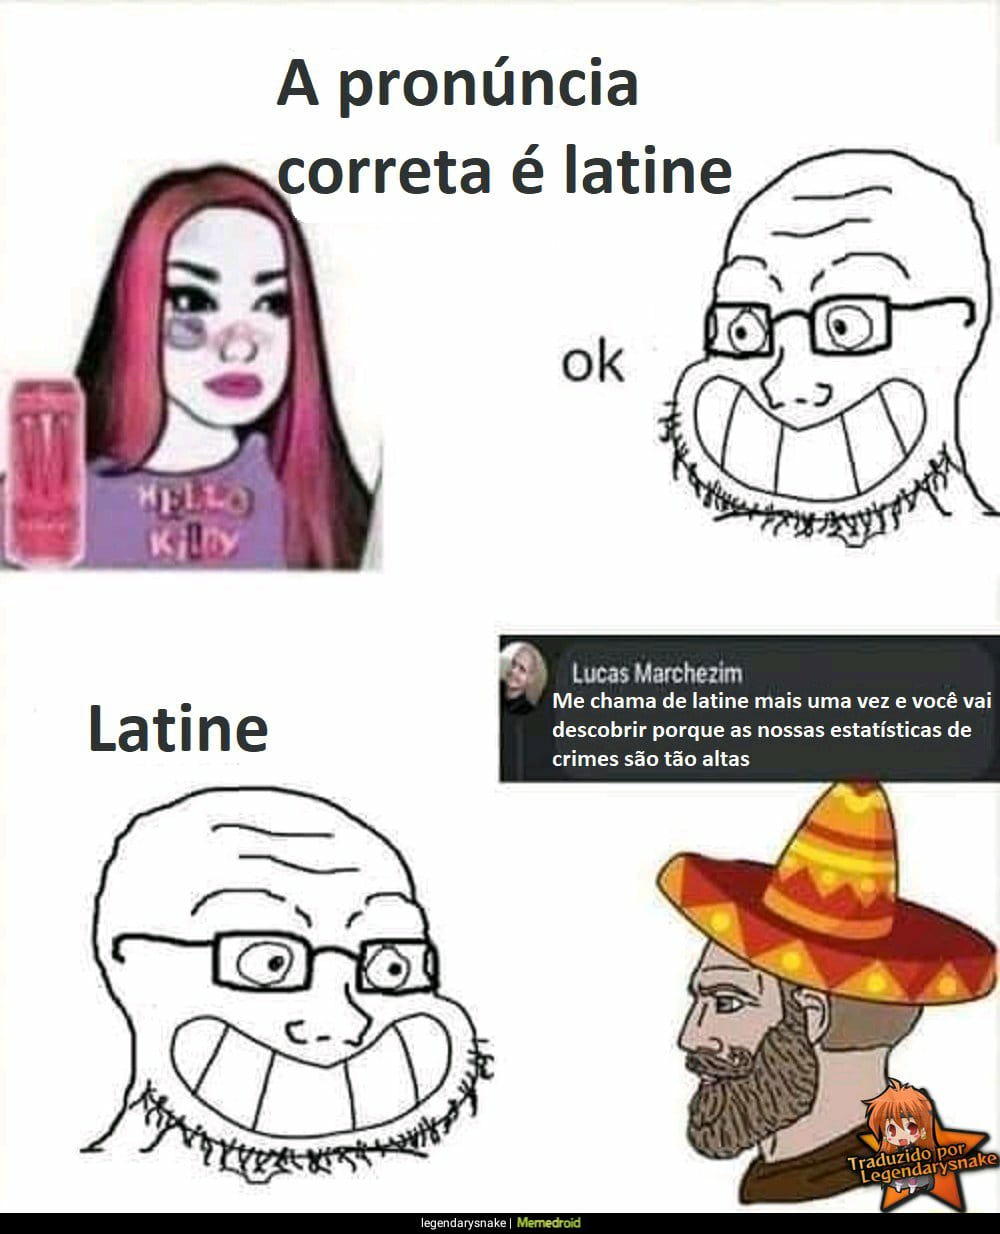 A pronúncia
correta é latine
ok
HELLO
Kitty
Latine
Lucas Marchezim
Me chama de latine mais uma vez e você vai
descobrir porque as nossas estatísticas de
crimes são tão altas
Traduzido por
Legendarysnake
legendarysnake | Memedroid